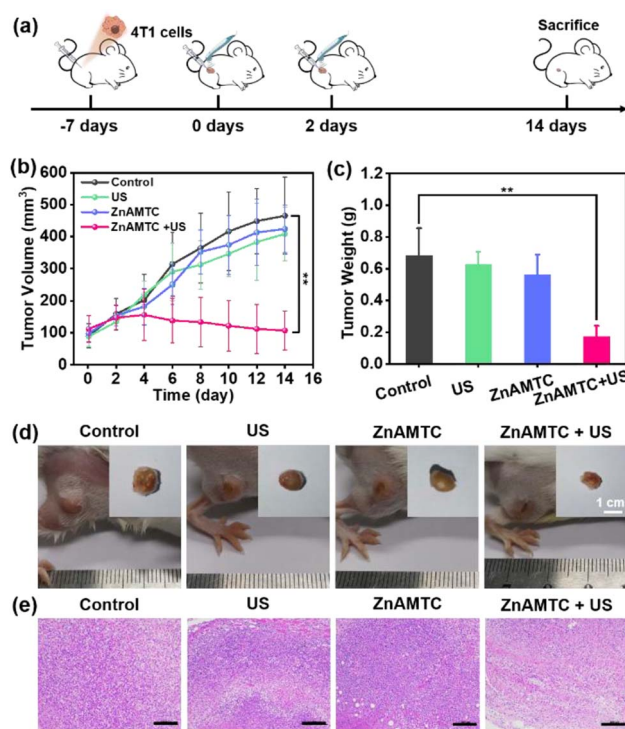 (a)
4T1 cells
Sacrifice
-7 days
0 days
2 days
14 days
(b)
Tumor Volume (mm³)
600
500
400
300
200
100
0
Control
US
ZnAMTC
ZnAMTC +US
**
0 2 4 6 8 10 12 14 16
Time (day)
(c)
Tumor Weight (g)
1.2
1.0
0.8
0.6
0.4
0.2
0.0
**
Control
US
ZnAMTC
ZnAMTC+US
(d)
Control
US
ZnAMTC
ZnAMTC + US
1 cm
(e)
Control
US
ZnAMTC
ZnAMTC + US